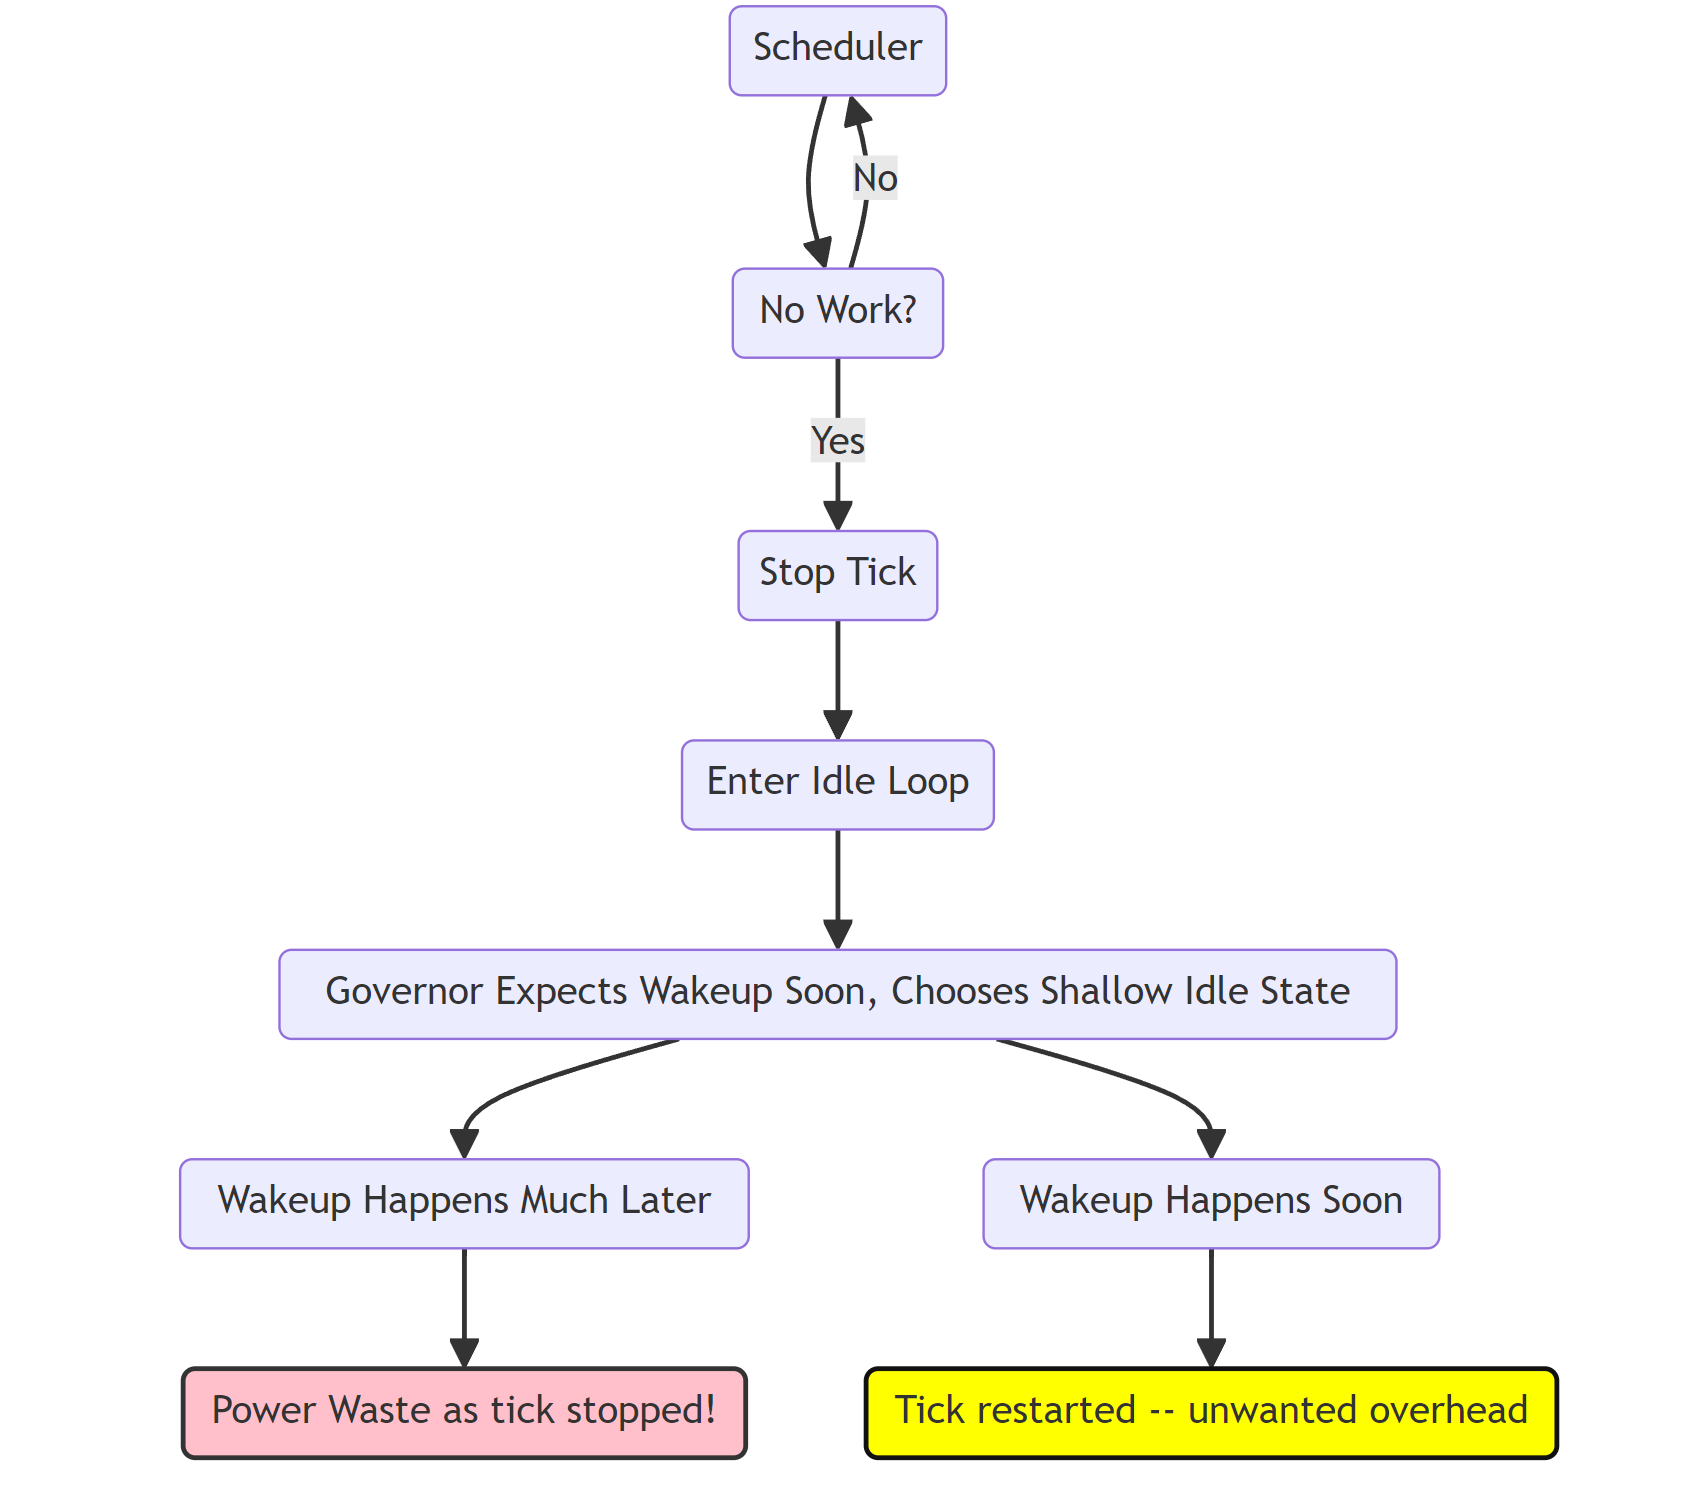 Scheduler
No
No Work?
Yes
Stop Tick
Enter Idle Loop
Governor Expects Wakeup Soon, Chooses Shallow Idle State
Wakeup Happens Much Later
Wakeup Happens Soon
Power Waste as tick stopped!
Tick restarted -- unwanted overhead